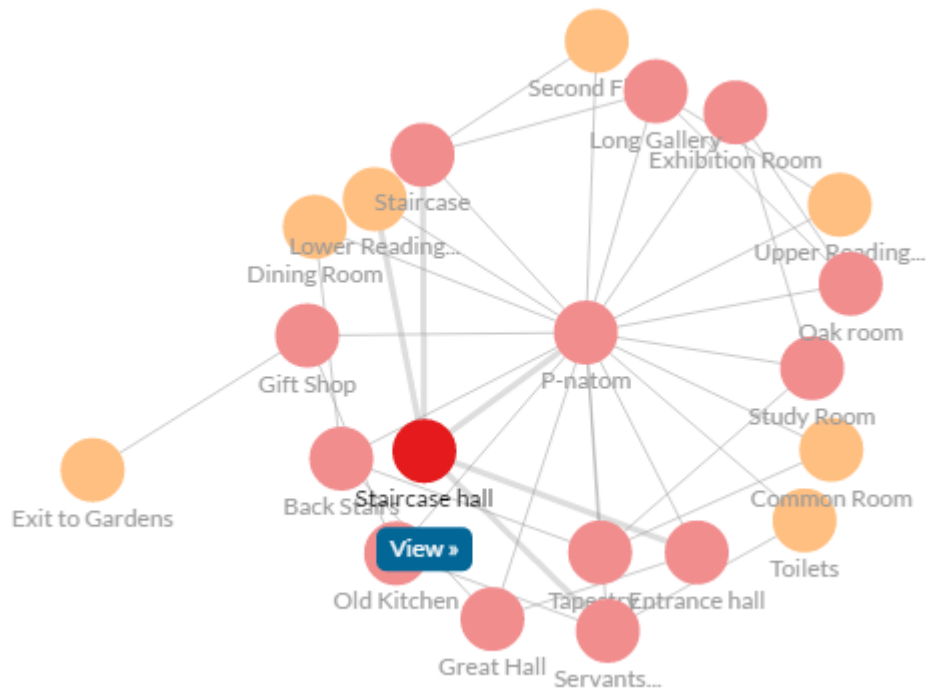 Second F
Long Gallery
Exhibition Room
Staircase
Lower Reading...
Upper Reading...
Dining Room
Oak room
Gift Shop
P-natom
Study Room
Back Stairs
Staircase hall
Common Room
Exit to Gardens
View »
Toilets
Old Kitchen
Tapestry
Entrance hall
Great Hall
Servants...